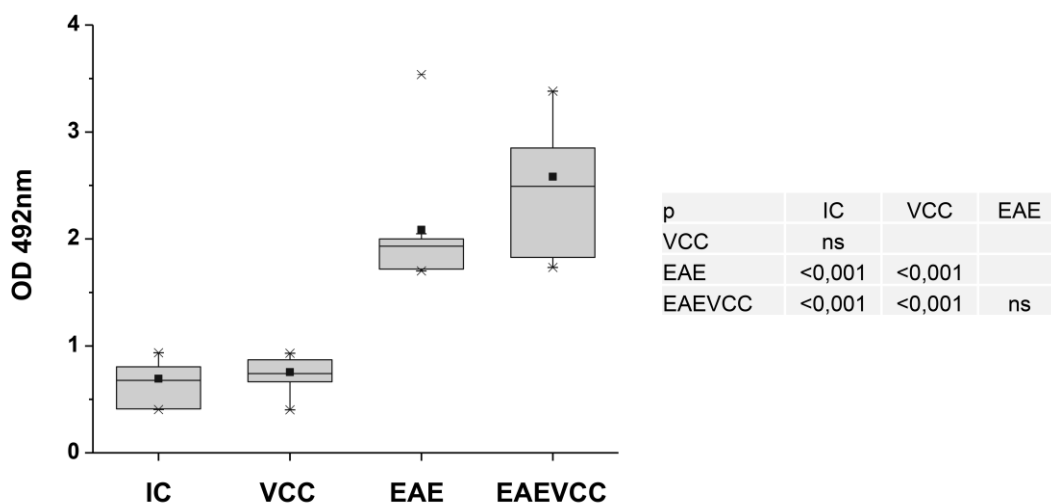 4
3
2
1
0
OD 492nm
IC VCC EAE EAEVCC
p IC VCC EAE
VCC ns
EAE <0,001 <0,001
EAEVCC <0,001 <0,001 ns